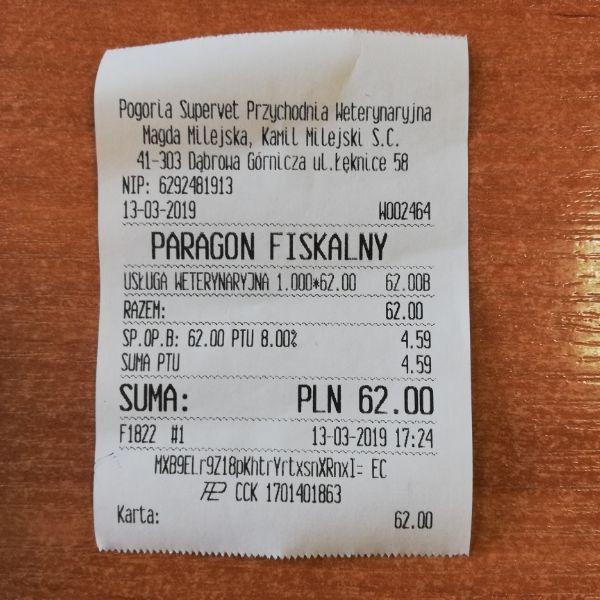 Pogoria Supervet Przychodnia Weterynaryjna
Magda Milejska, Kamil Milejski S.C.
41-303 Dąbrowa Górnicza ul.Łęknice 58
NIP: 6292481913
13-03-2019 W002464
PARAGON FISKALNY
USŁUGA WETERYNARYJNA 1.000*62.00 62.00B
RAZEM: 62.00
SP.OP.B: 62.00 PTU 8.00% 4.59
SUMA PTU 4.59
SUMA: PLN 62.00
F1822 #1 13-03-2019 17:24
MXB9ELr9Z18pKhtrYrtxsnXRnxI= EC
CCK 1701401863
Karta: 62.00